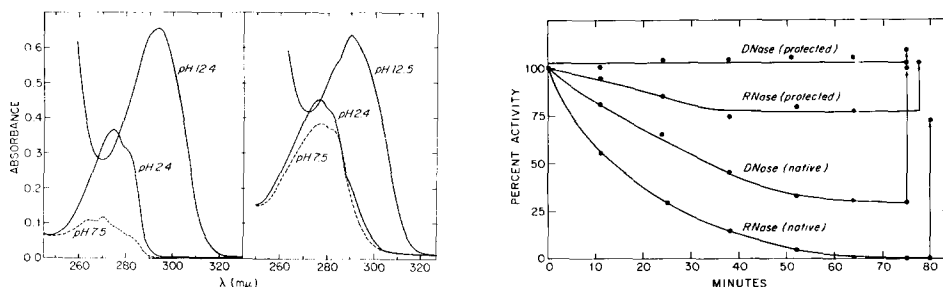 ABSORBANCE
0.6
0.5
0.4
0.3
0.2
0.1
0.0
pH 12.4
pH 2.4
pH 7.5
260 280 300 320
pH 12.5
pH 2.4
pH 7.5
260 280 300 320
λ (mμ)
PERCENT ACTIVITY
100
75
50
25
0
DNase (protected)
RNase (protected)
DNase (native)
RNase (native)
0 10 20 30 40 50 60 70 80
MINUTES